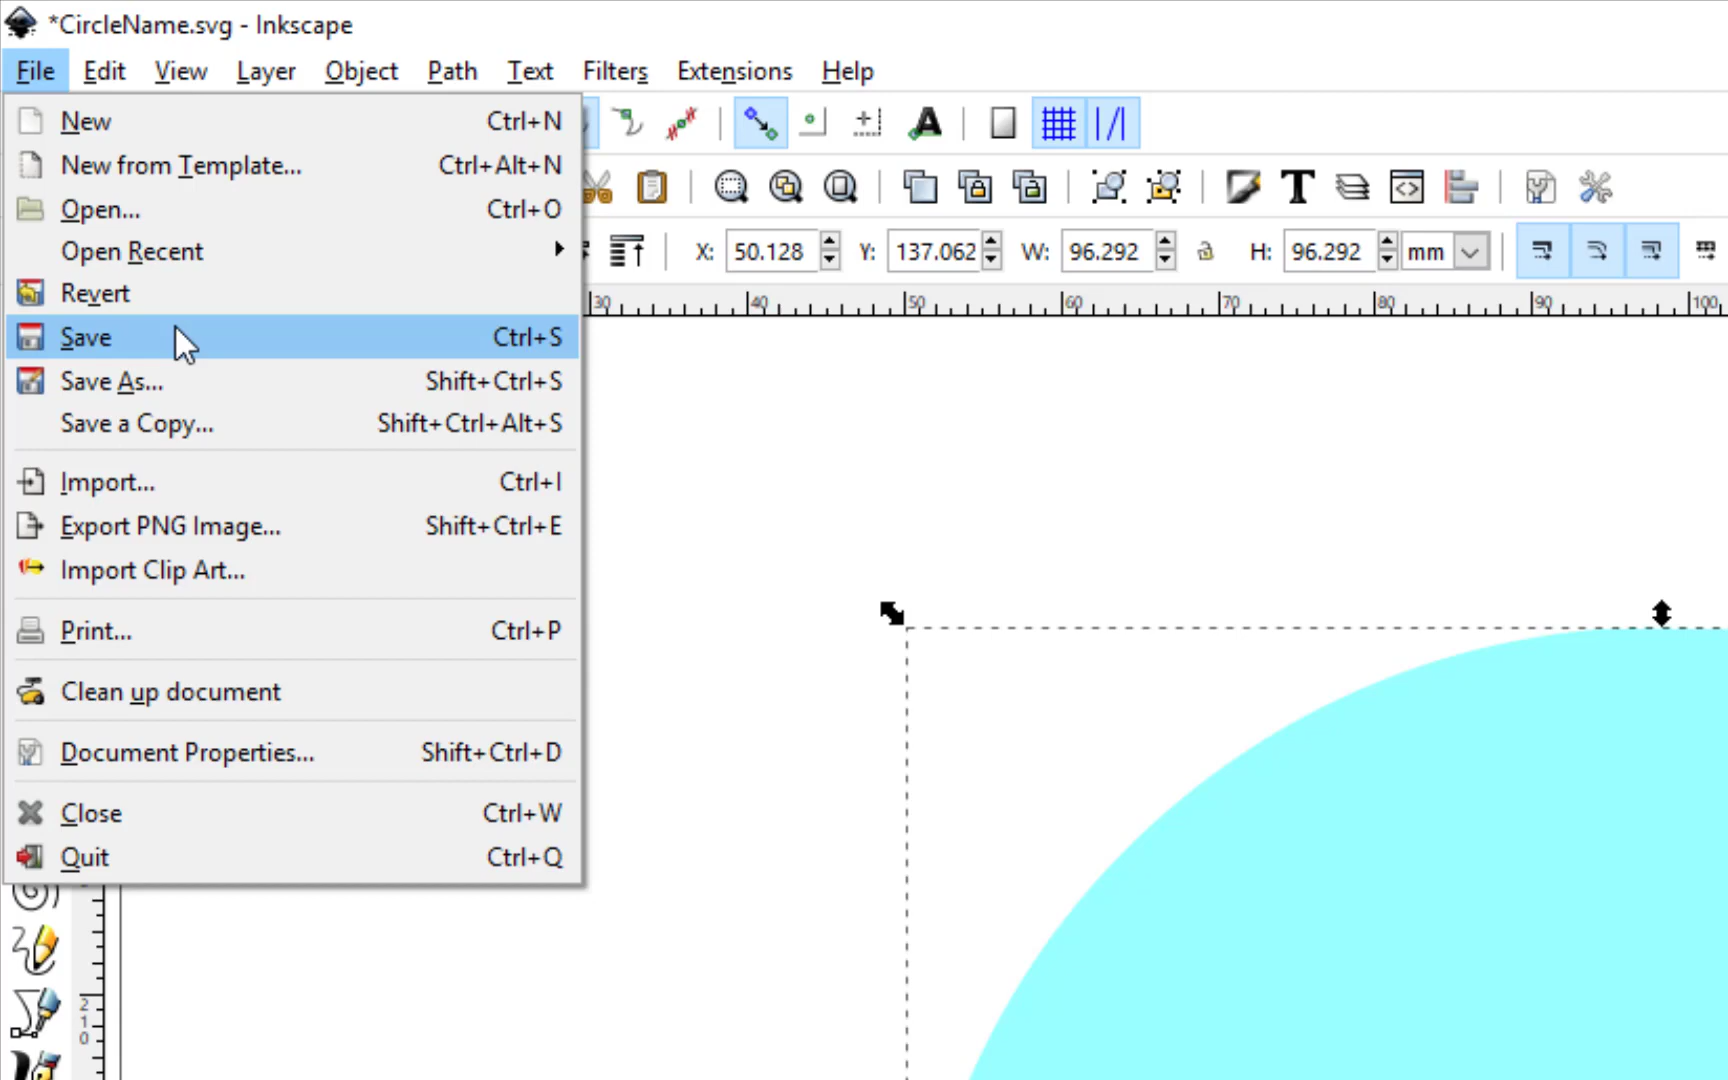 *CircleName.svg - Inkscape
File Edit View Layer Object Path Text Filters Extensions Help
New Ctrl+N
New from Template... Ctrl+Alt+N
Open... Ctrl+O
Open Recent
X: 50.128 Y: 137.062 W: 96.292 H: 96.292 mm
Revert
30 40 50 60 70 80 90 100
Save Ctrl+S
Save As... Shift+Ctrl+S
Save a Copy... Shift+Ctrl+Alt+S
Import... Ctrl+I
Export PNG Image... Shift+Ctrl+E
Import Clip Art...
Print... Ctrl+P
Clean up document
Document Properties... Shift+Ctrl+D
Close Ctrl+W
Quit Ctrl+Q
210